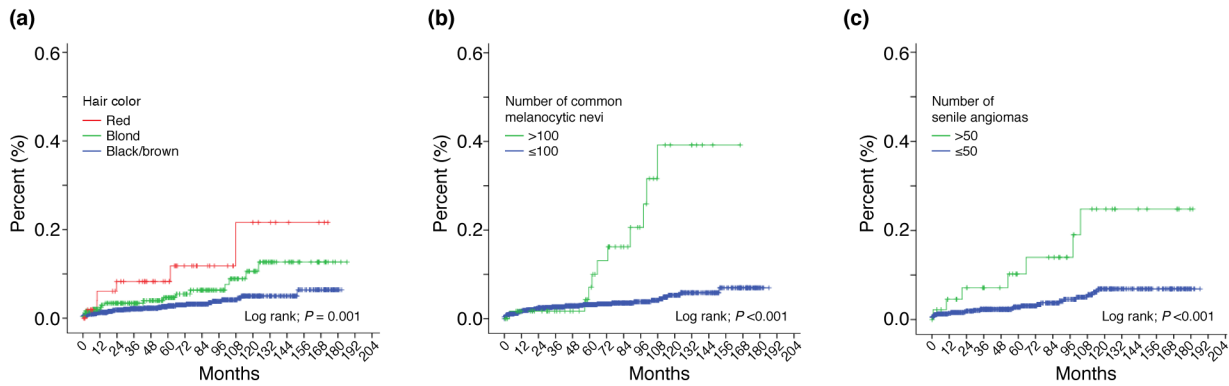 (a)
0.6
0.4
0.2
0.0
Percent (%)
Hair color
Red
Blond
Black/brown
Log rank; P = 0.001
0 12 24 36 48 60 72 84 96 108 120 132 144 156 168 180 192 204
Months
(b)
0.6
0.4
0.2
0.0
Percent (%)
Number of common
melanocytic nevi
>100
≤100
Log rank; P <0.001
0 12 24 36 48 60 72 84 96 108 120 132 144 156 168 180 192 204
Months
(c)
0.6
0.4
0.2
0.0
Percent (%)
Number of
senile angiomas
>50
≤50
Log rank; P <0.001
0 12 24 36 48 60 72 84 96 108 120 132 144 156 168 180 192 204
Months